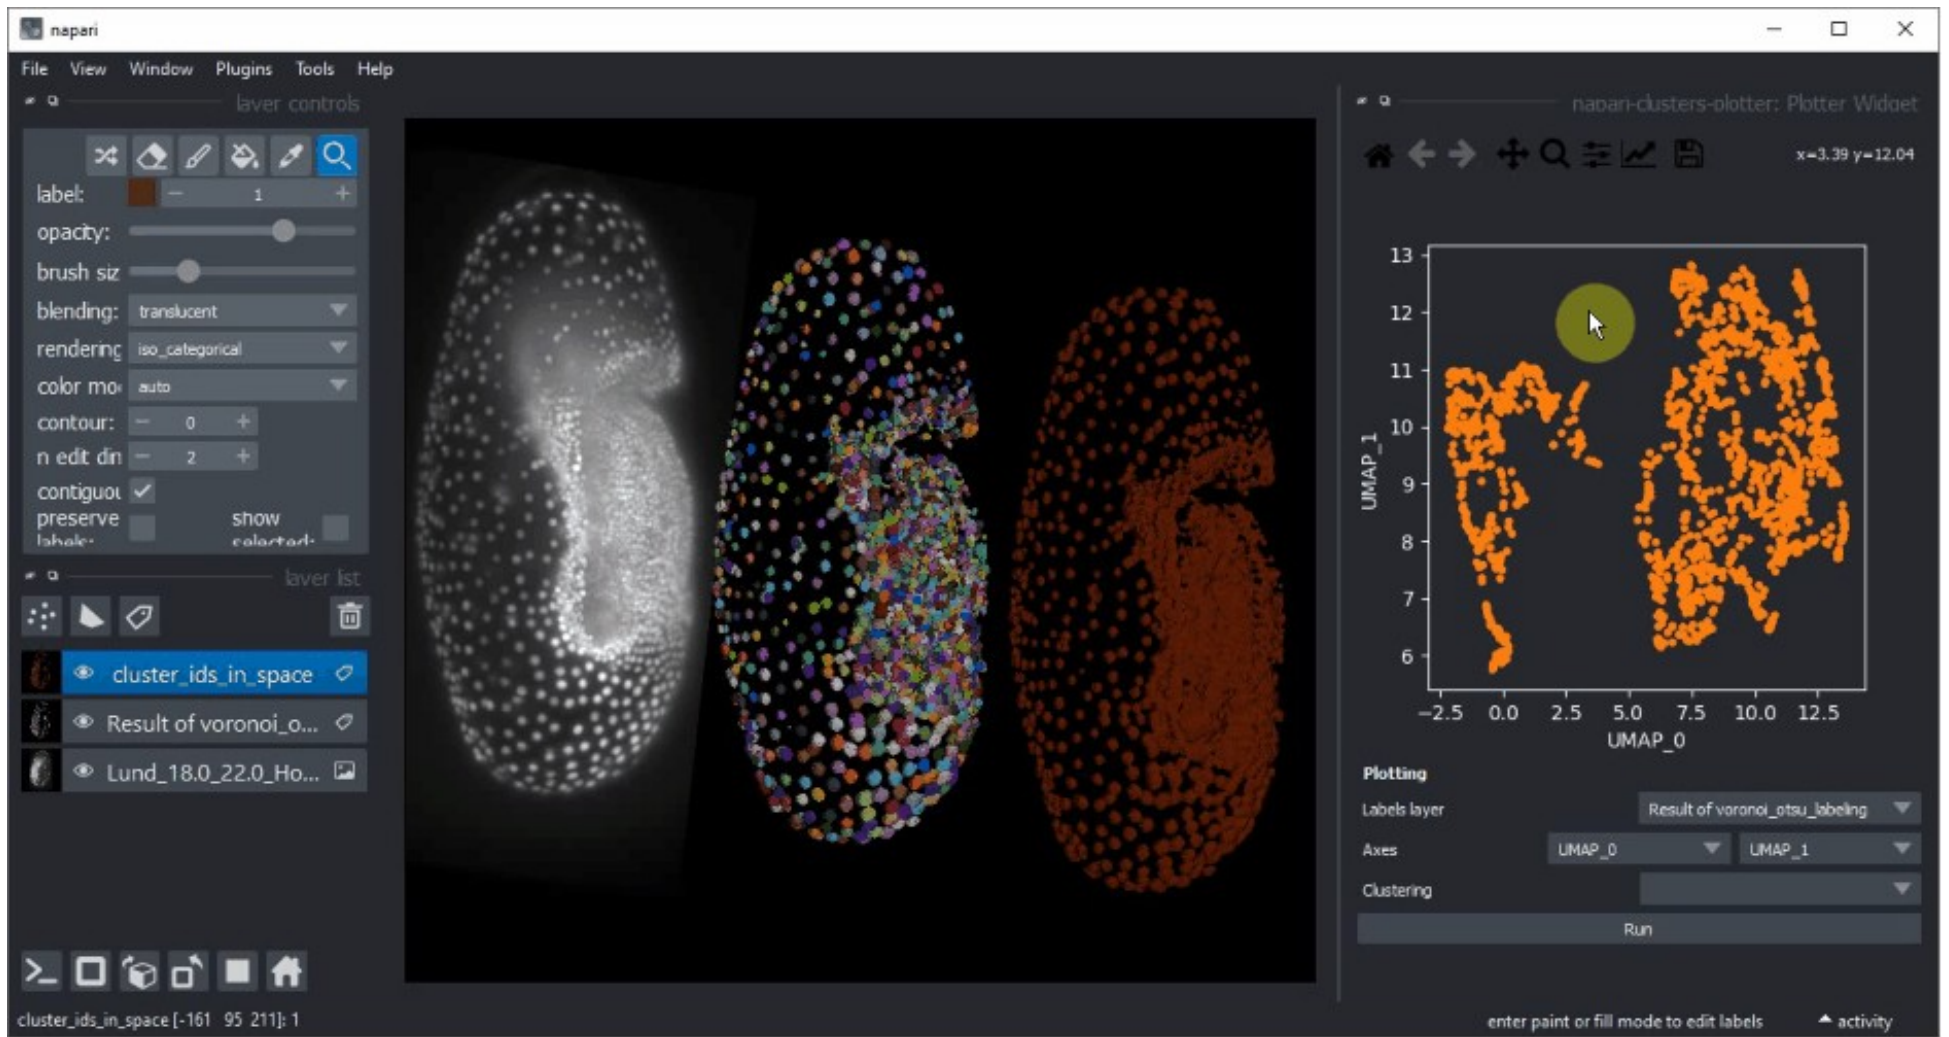 napari
File View Window Plugins Tools Help
layer controls
label: 1
opacity:
brush siz
blending: translucent
rendering iso_categorical
color mo auto
contour: 0
n edit din 2
contiguou
preserve labels:
show selected:
layer list
cluster_ids_in_space
Result of voronoi_o...
Lund_18.0_22.0_Ho...
cluster_ids_in_space [-161 95 211]: 1
napari-clusters-plotter: Plotter Widget
x=3.39 y=12.04
13
12
11
10
9
8
7
6
UMAP_1
−2.5 0.0 2.5 5.0 7.5 10.0 12.5
UMAP_0
Plotting
Labels layer Result of voronoi_otsu_labeling
Axes UMAP_0 UMAP_1
Clustering
Run
enter paint or fill mode to edit labels activity